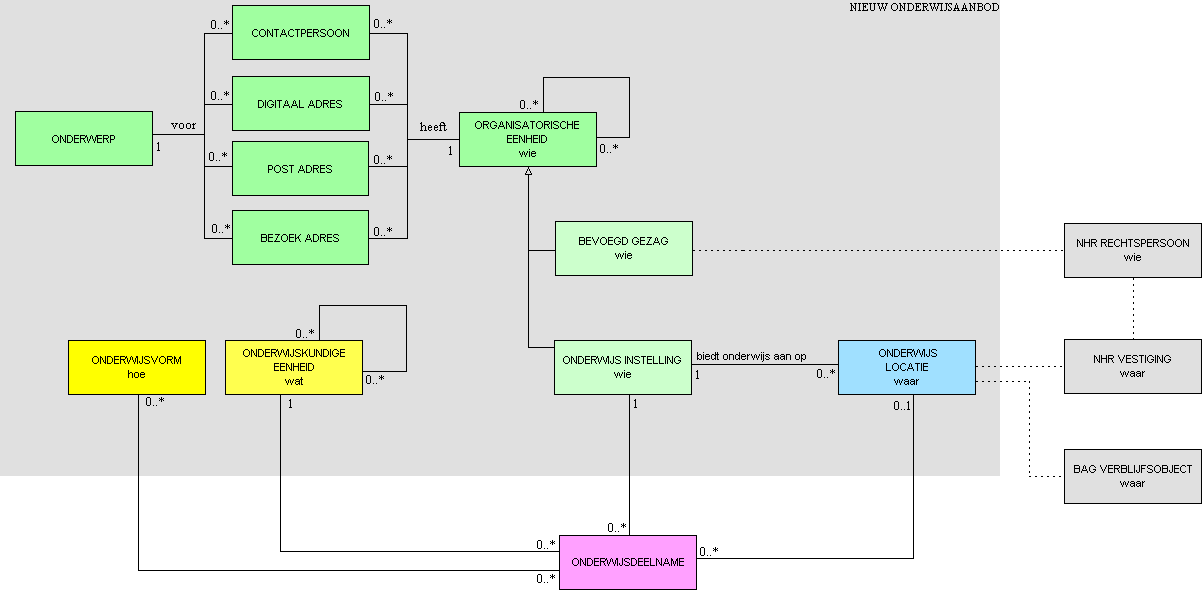 NIEUW ONDERWIJSAANBOD
0..*
CONTACTPERSOON
0..*
0..*
DIGITAAL ADRES
0..*
0..*
ONDERWERP
voor
1
heeft
1
ORGANISATORISCHE
EENHEID
wie
0..*
0..*
POST ADRES
0..*
0..*
BEZOEK ADRES
0..*
BEVOEGD GEZAG
wie
NHR RECHTSPERSOON
wie
0..*
ONDERWIJSVORM
hoe
ONDERWIJSKUNDIGE
EENHEID
wat
0..*
ONDERWIJS INSTELLING
wie
biedt onderwijs aan op
1
0..*
ONDERWIJS
LOCATIE
waar
NHR VESTIGING
waar
0..*
1
1
0..1
BAG VERBLIJFSOBJECT
waar
0..*
0..*
0..*
0..*
ONDERWIJSDEELNAME